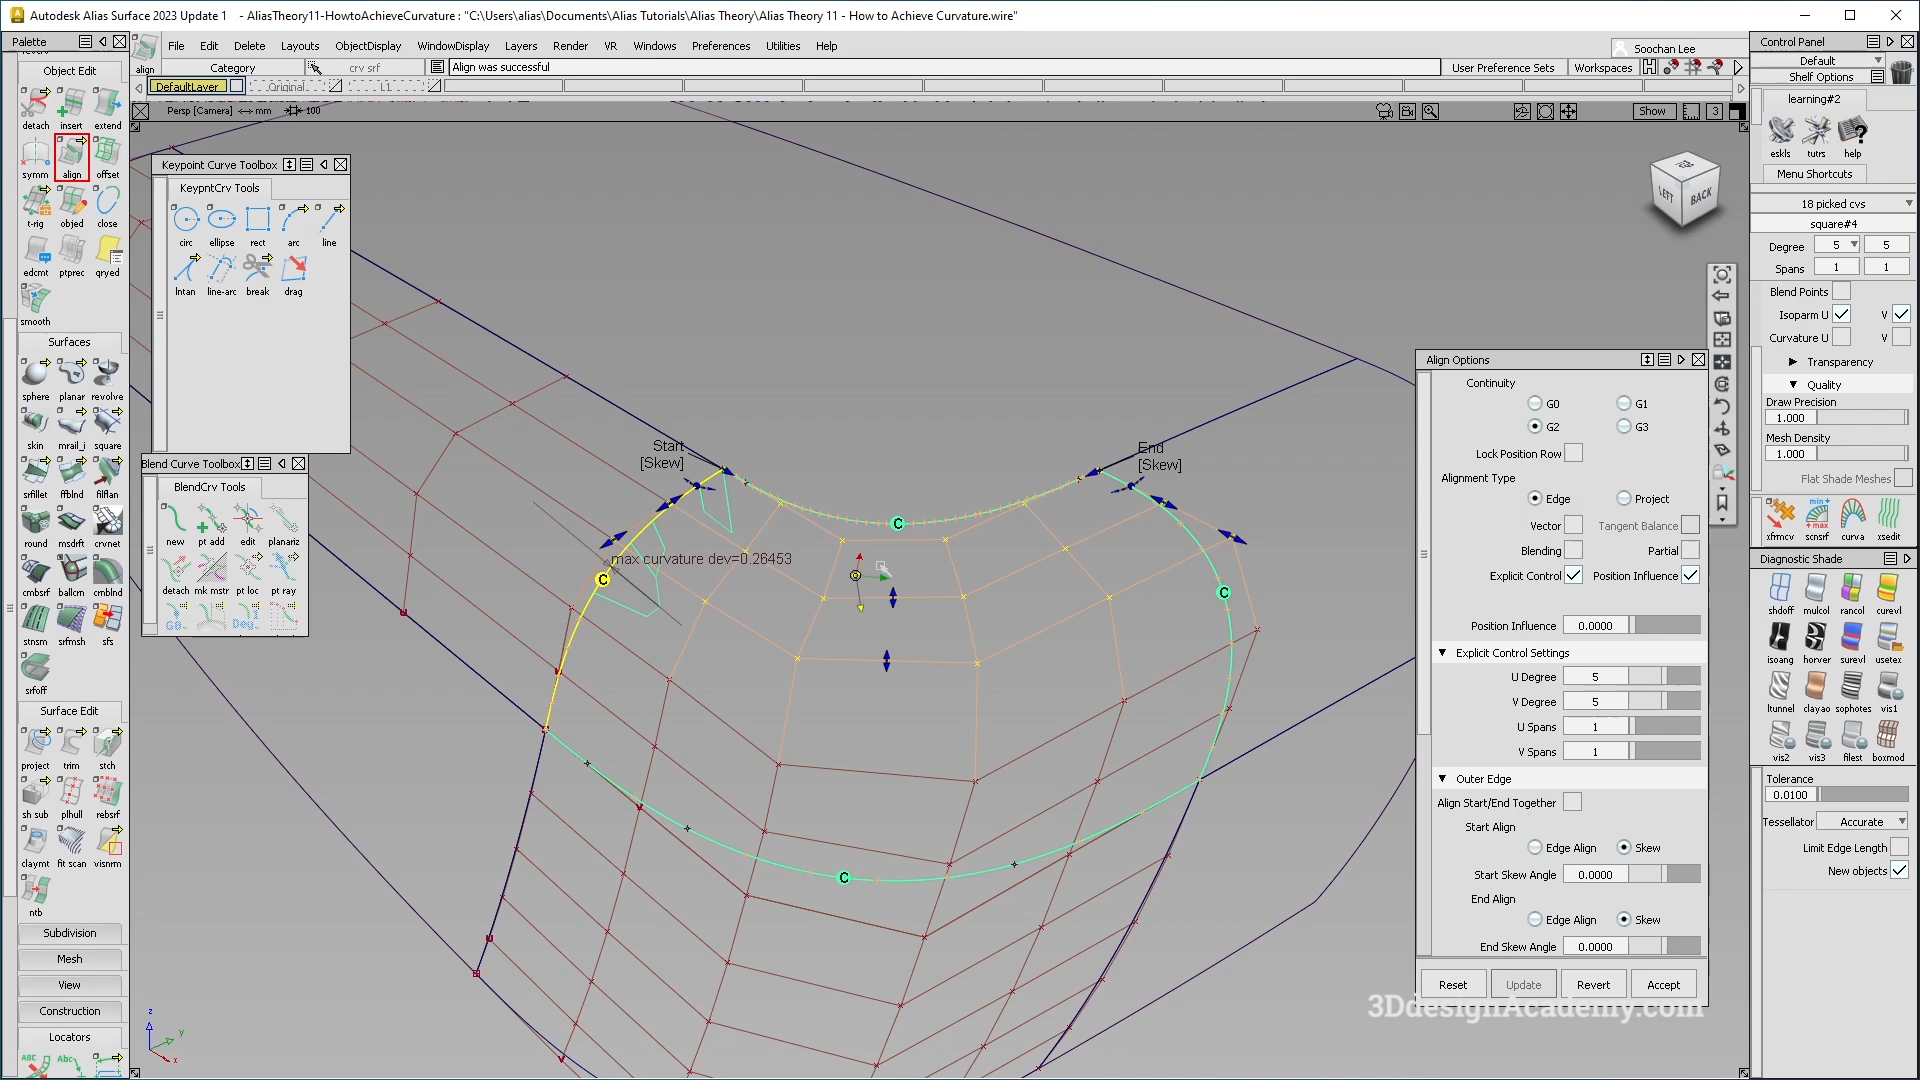 Autodesk Alias Surface 2023 Update 1 - AliasTheory11-HowtoAchieveCurvature : "C:\Users\alias\Documents\Alias Tutorials\Alias Theory\Alias Theory 11 - How to Achieve Curvature.wire"
Palette
File Edit Delete Layouts ObjectDisplay WindowDisplay Layers Render VR Windows Preferences Utilities Help
Soochan Lee
align
Category
crv srf
Align was successful
User Preference Sets
Workspaces
DefaultLayer
Original
L1
Persp [Camera] mm 100
Show
3
Object Edit
detach insert extend
symm align offset
t-rig objed close
edcmt ptprec qryed
smooth
Surfaces
sphere planar revolve
skin mrail_i square
srfillet ffblnd filflan
round msdrft crvnet
cmbsrf ballcrn cmblnd
stnsm srfmsh sfs
srfoff
Surface Edit
project trim stch
sh sub plhull rebsrf
claymt fit scan visnrm
ntb
Subdivision
Mesh
View
Construction
Locators
Keypoint Curve Toolbox
KeypntCrv Tools
circ ellipse rect arc line
lntan line-arc break drag
Blend Curve Toolbox
BlendCrv Tools
new pt add edit planariz
detach mk mstr pt loc pt ray
Start
[Skew]
End
[Skew]
C
C
C
C
max curvature dev=0.26453
TOP
LEFT
BACK
z
y
x
Align Options
Continuity
G0 G1
G2 G3
Lock Position Row
Alignment Type
Edge Project
Vector Tangent Balance
Blending Partial
Explicit Control Position Influence
Position Influence 0.0000
Explicit Control Settings
U Degree 5
V Degree 5
U Spans 1
V Spans 1
Outer Edge
Align Start/End Together
Start Align
Edge Align Skew
Start Skew Angle 0.0000
End Align
Edge Align Skew
End Skew Angle 0.0000
Reset Update Revert Accept
3DdesignAcademy.com
Control Panel
Default
Shelf Options
learning#2
eskls tutrs help
Menu Shortcuts
18 picked cvs
square#4
Degree 5 5
Spans 1 1
Blend Points
Isoparm U V
Curvature U V
Transparency
Quality
Draw Precision
1.000
Mesh Density
1.000
Flat Shade Meshes
xfrmcv scnsrf curva xsedit
Diagnostic Shade
shdoff mulcol rancol curevl
isoang horver surevl usetex
ltunnel clayao sophotes vis1
vis2 vis3 filest boxmod
Tolerance
0.0100
Tessellator Accurate
Limit Edge Length
New objects